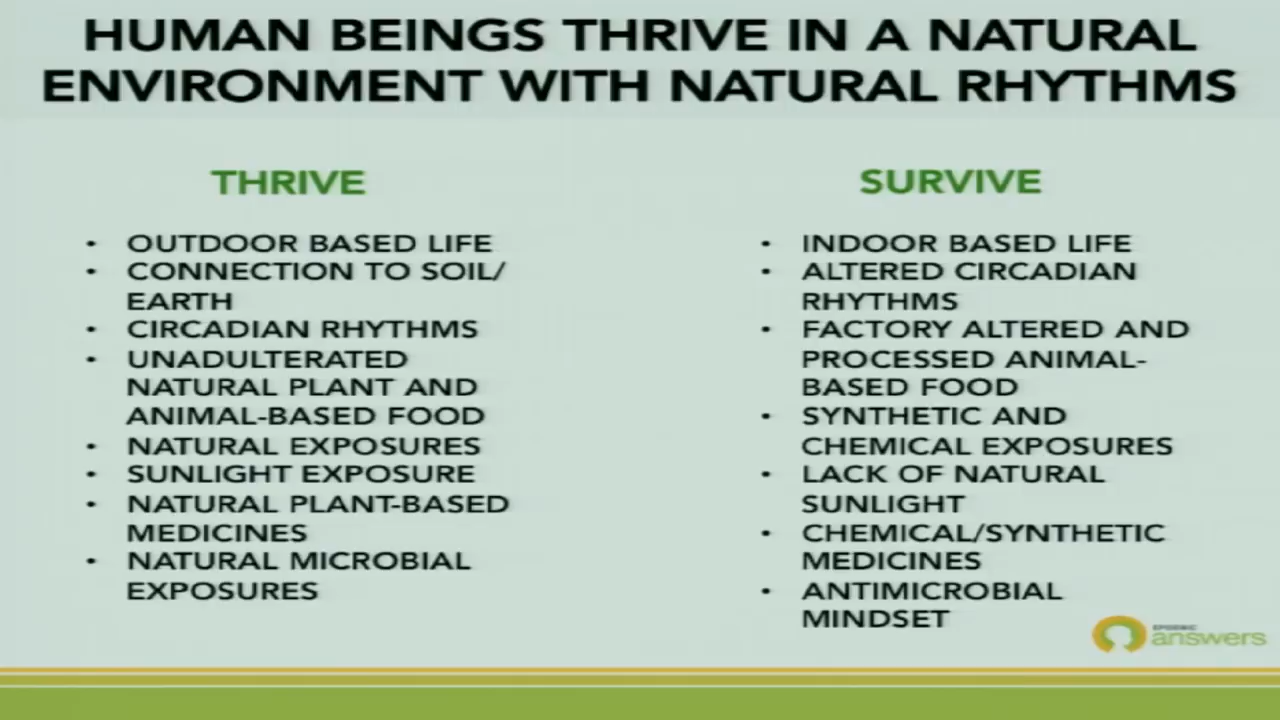 HUMAN BEINGS THRIVE IN A NATURAL
ENVIRONMENT WITH NATURAL RHYTHMS
THRIVE
• OUTDOOR BASED LIFE
• CONNECTION TO SOIL/
EARTH
• CIRCADIAN RHYTHMS
• UNADULTERATED
NATURAL PLANT AND
ANIMAL-BASED FOOD
• NATURAL EXPOSURES
• SUNLIGHT EXPOSURE
• NATURAL PLANT-BASED
MEDICINES
• NATURAL MICROBIAL
EXPOSURES
SURVIVE
• INDOOR BASED LIFE
• ALTERED CIRCADIAN
RHYTHMS
• FACTORY ALTERED AND
PROCESSED ANIMAL-
BASED FOOD
• SYNTHETIC AND
CHEMICAL EXPOSURES
• LACK OF NATURAL
SUNLIGHT
• CHEMICAL/SYNTHETIC
MEDICINES
• ANTIMICROBIAL
MINDSET
answers